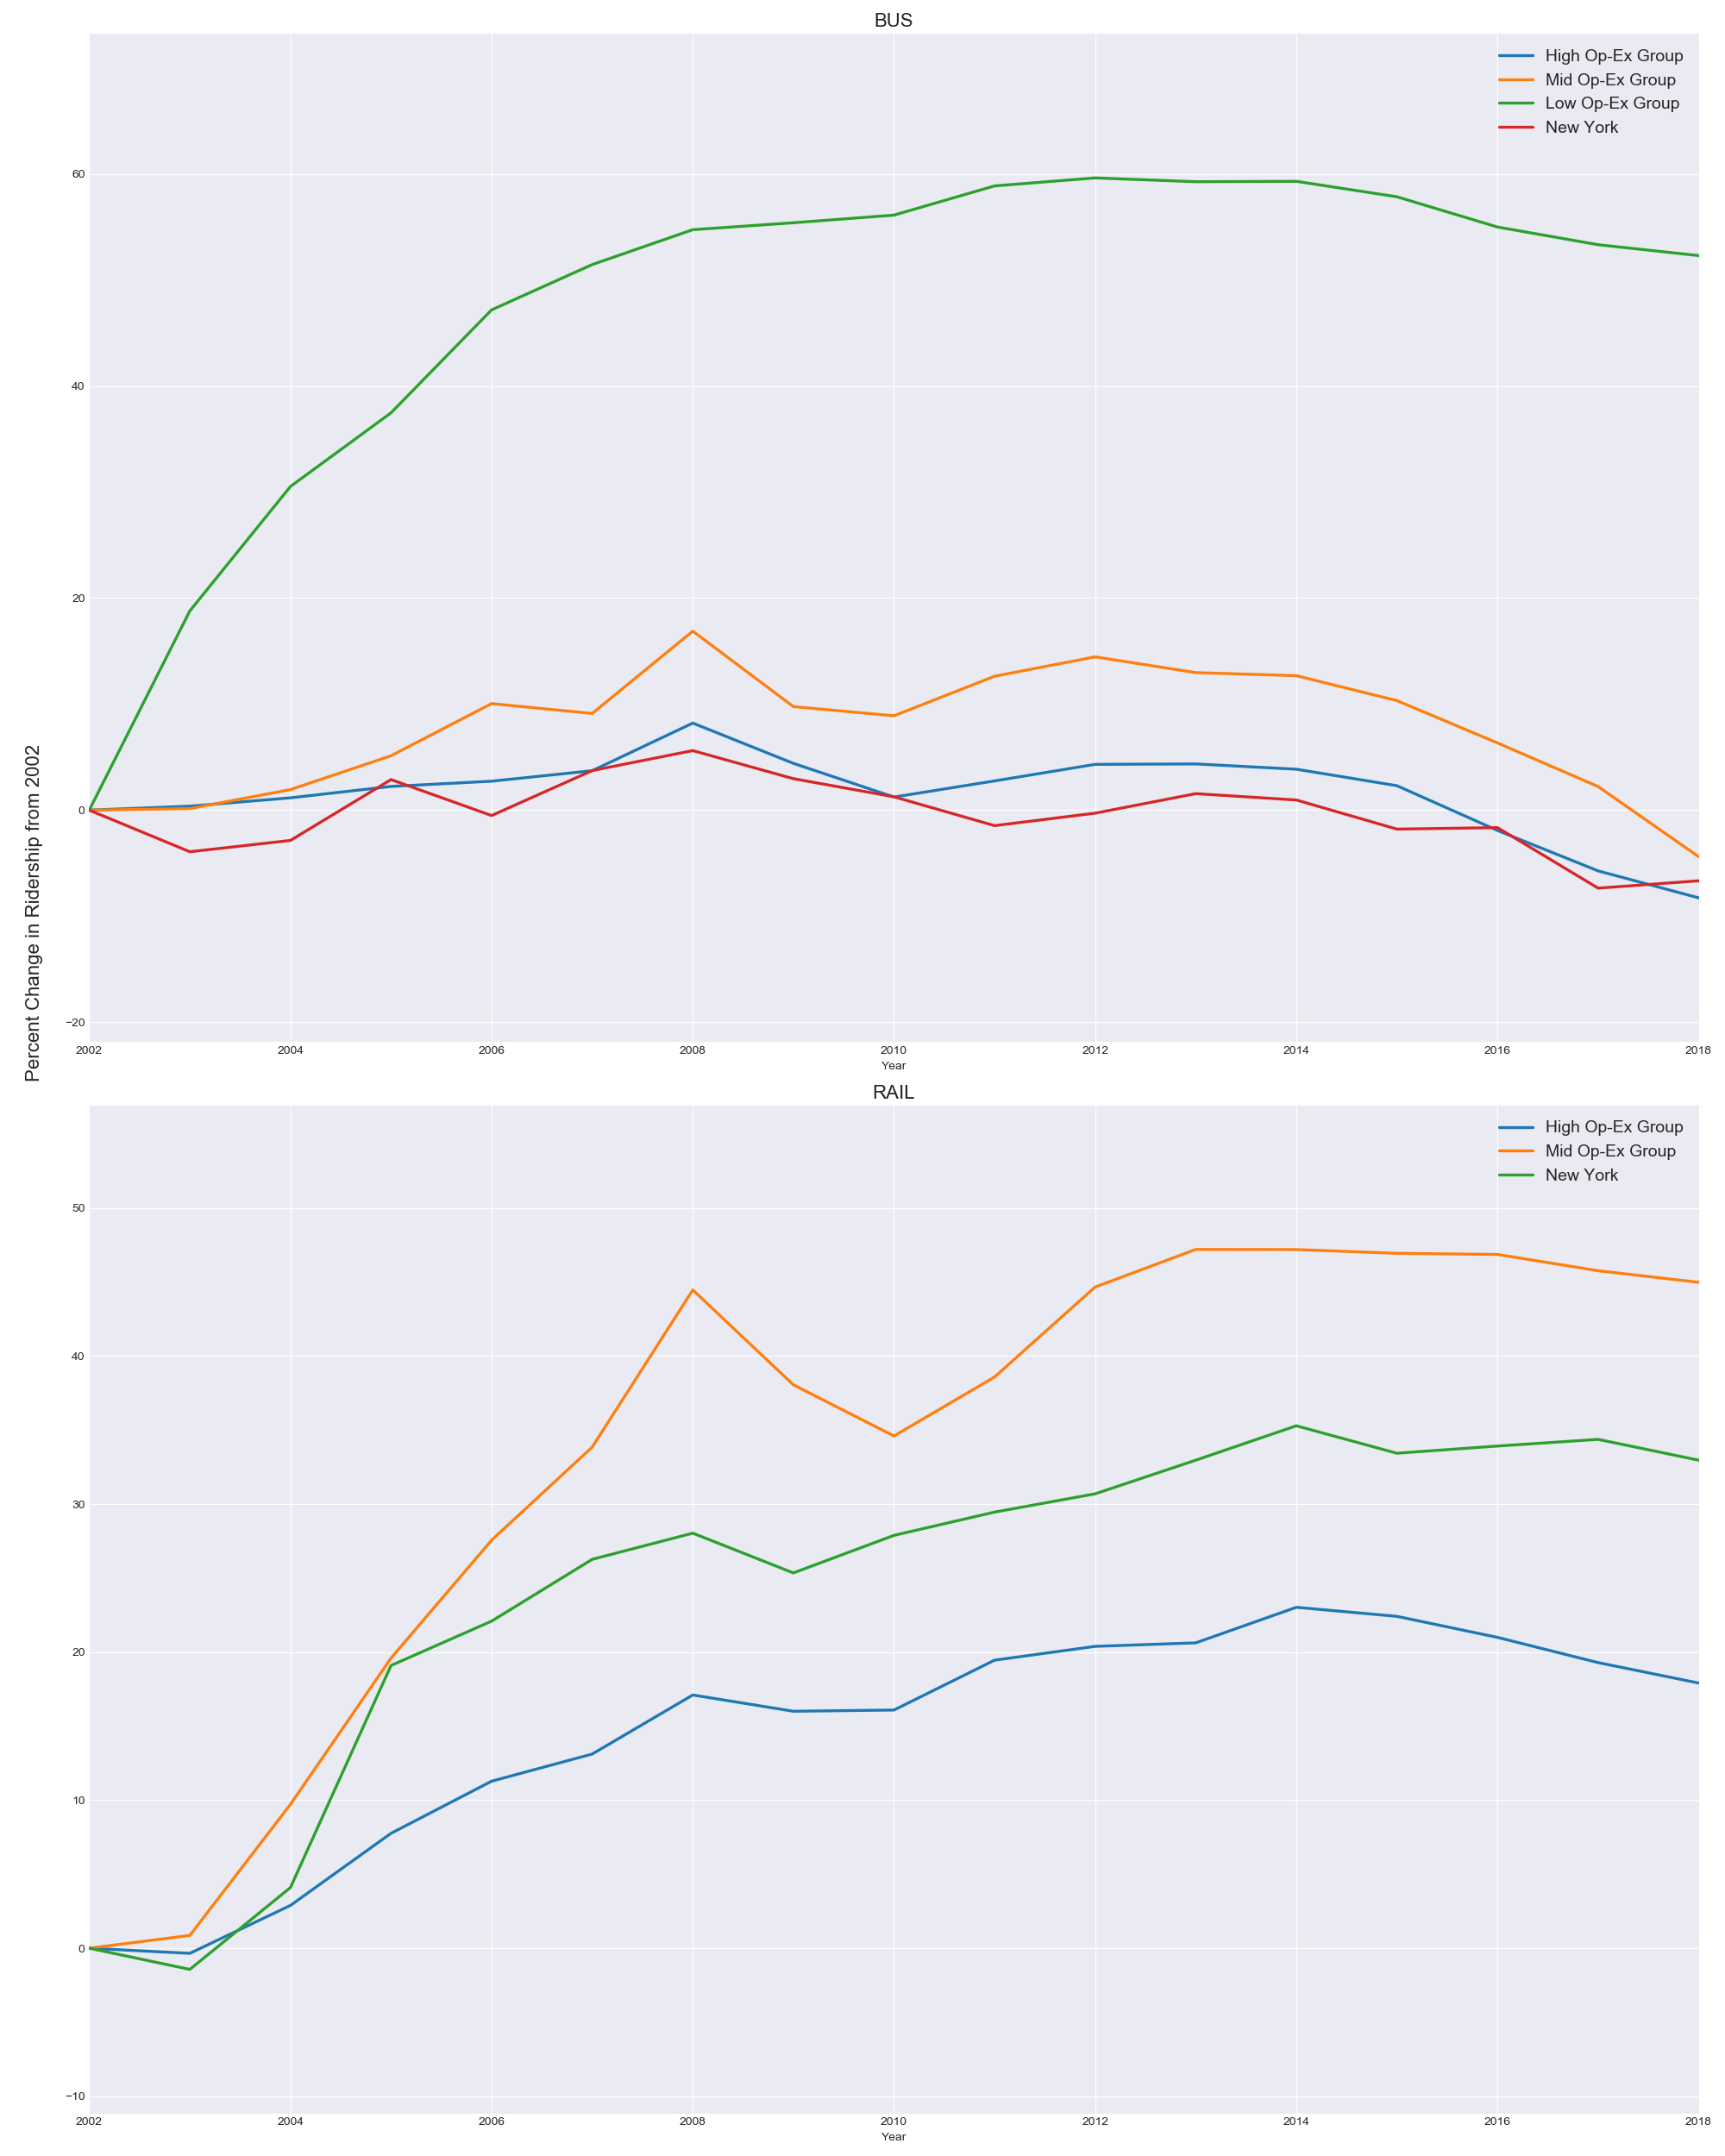 BUS
High Op-Ex Group
Mid Op-Ex Group
Low Op-Ex Group
New York
60
40
20
0
−20
2002 2004 2006 2008 2010 2012 2014 2016 2018
Year
Percent Change in Ridership from 2002
RAIL
High Op-Ex Group
Mid Op-Ex Group
New York
50
40
30
20
10
0
−10
2002 2004 2006 2008 2010 2012 2014 2016 2018
Year